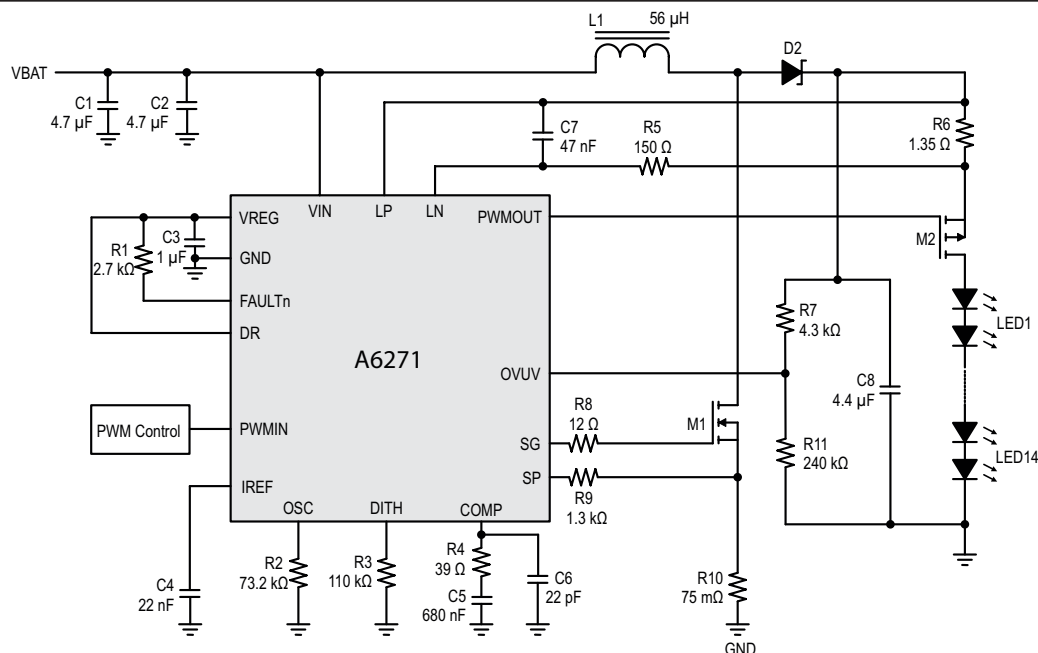 L1
56 µH
D2
VBAT
C1
4.7 µF
C2
4.7 µF
C7
47 nF
R5
150 Ω
R6
1.35 Ω
VREG
VIN
LP
LN
PWMOUT
M2
R1
2.7 kΩ
C3
1 µF
GND
FAULTn
DR
A6271
OVUV
R7
4.3 kΩ
C8
4.4 µF
LED1
PWM Control
PWMIN
R8
12 Ω
SG
M1
R11
240 kΩ
LED14
SP
R9
1.3 kΩ
IREF
OSC
DITH
COMP
C4
22 nF
R2
73.2 kΩ
R3
110 kΩ
R4
39 Ω
C5
680 nF
C6
22 pF
R10
75 mΩ
GND